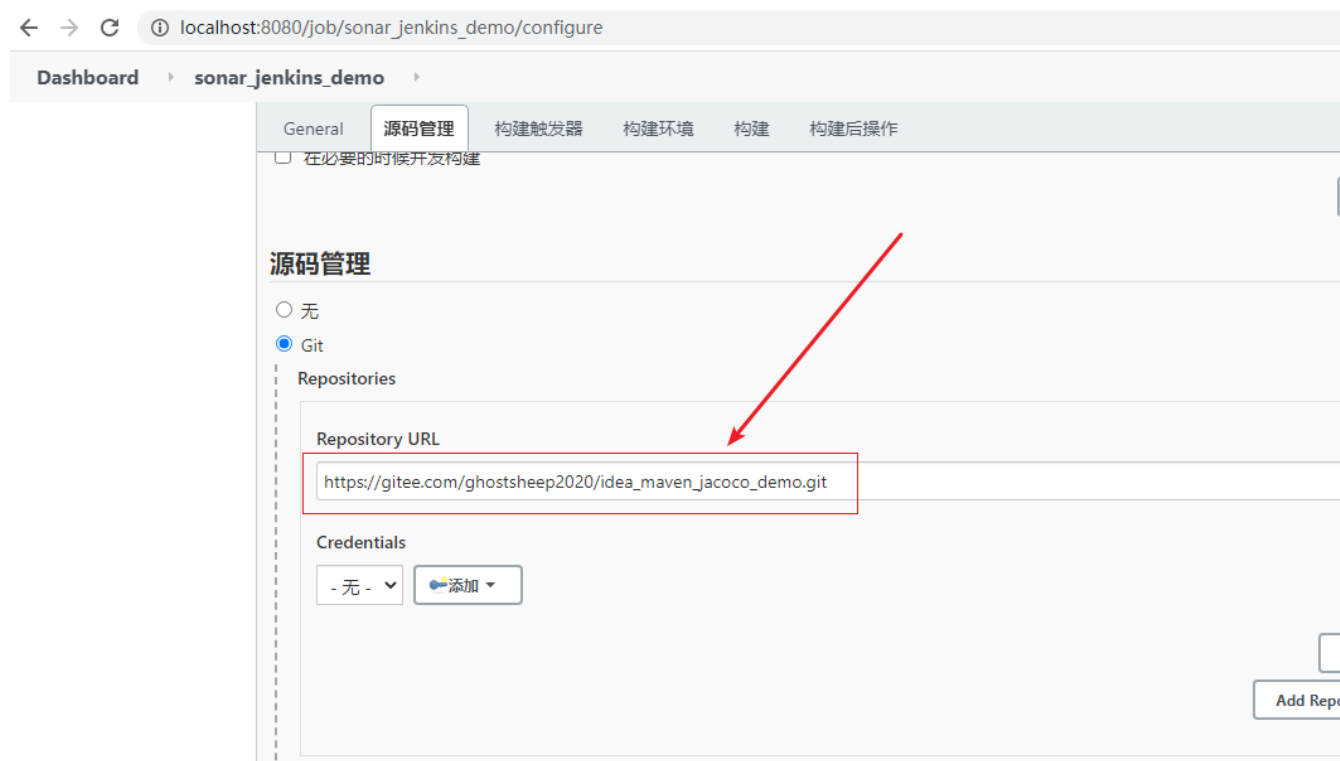 localhost:8080/job/sonar_jenkins_demo/configure
Dashboard sonar_jenkins_demo
General 源码管理 构建触发器 构建环境 构建 构建后操作
在必要的时候并发构建
源码管理
无
Git
Repositories
Repository URL
https://gitee.com/ghostsheep2020/idea_maven_jacoco_demo.git
Credentials
- 无 - 添加
Add Repo